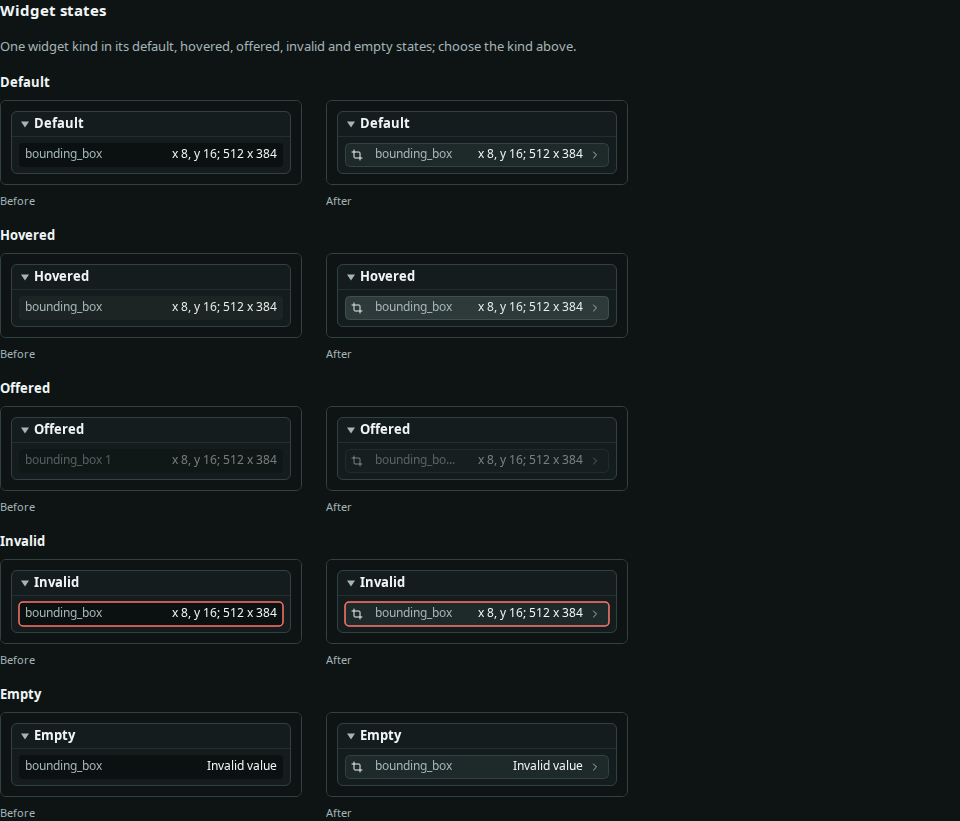 Widget states
One widget kind in its default, hovered, offered, invalid and empty states; choose the kind above.
Default
Default
bounding_box x 8, y 16; 512 x 384
Default
bounding_box x 8, y 16; 512 x 384
Before
After
Hovered
Hovered
bounding_box x 8, y 16; 512 x 384
Hovered
bounding_box x 8, y 16; 512 x 384
Before
After
Offered
Offered
bounding_box 1 x 8, y 16; 512 x 384
Offered
bounding_bo... x 8, y 16; 512 x 384
Before
After
Invalid
Invalid
bounding_box x 8, y 16; 512 x 384
Invalid
bounding_box x 8, y 16; 512 x 384
Before
After
Empty
Empty
bounding_box Invalid value
Empty
bounding_box Invalid value
Before
After